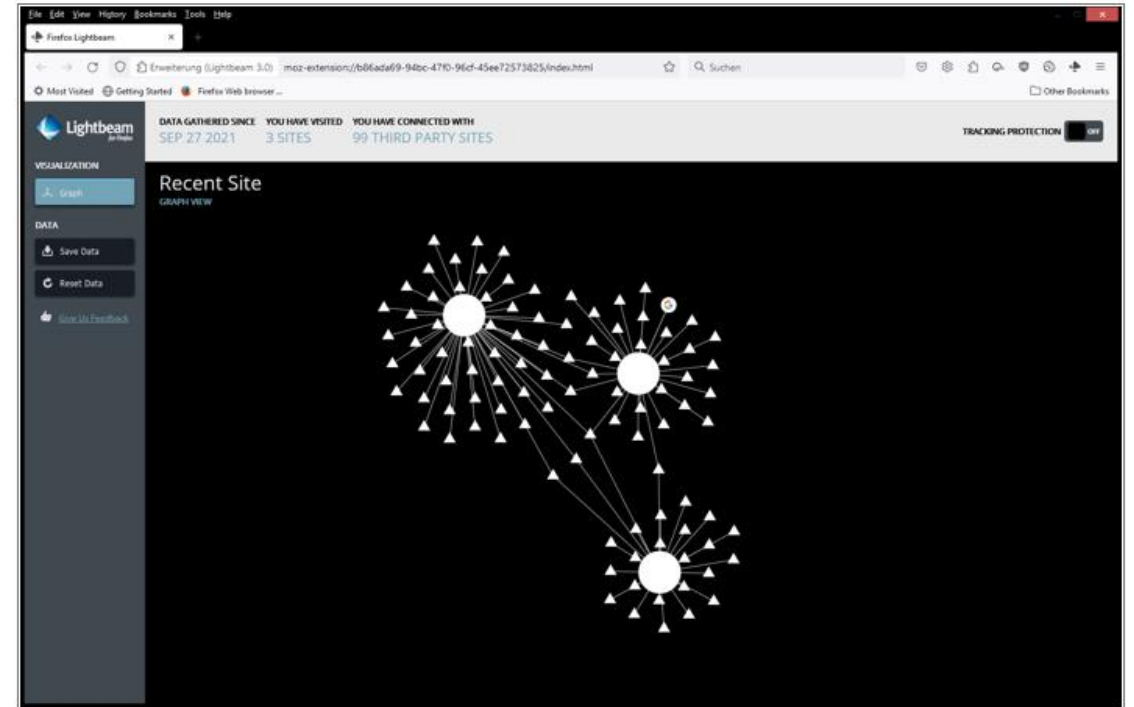 File Edit View History Bookmarks Tools Help
Firefox Lightbeam
Erweiterung (Lightbeam 3.0) moz-extension://b86ada69-94bc-47f0-96cf-45ee72573825/index.html Suchen
Most Visited Getting Started Firefox Web browser ... Other Bookmarks
Lightbeam
for Firefox
DATA GATHERED SINCE YOU HAVE VISITED YOU HAVE CONNECTED WITH
SEP 27 2021 3 SITES 99 THIRD PARTY SITES
TRACKING PROTECTION OFF
VISUALIZATION
Graph
DATA
Save Data
Reset Data
Give Us Feedback
Recent Site
GRAPH VIEW
G